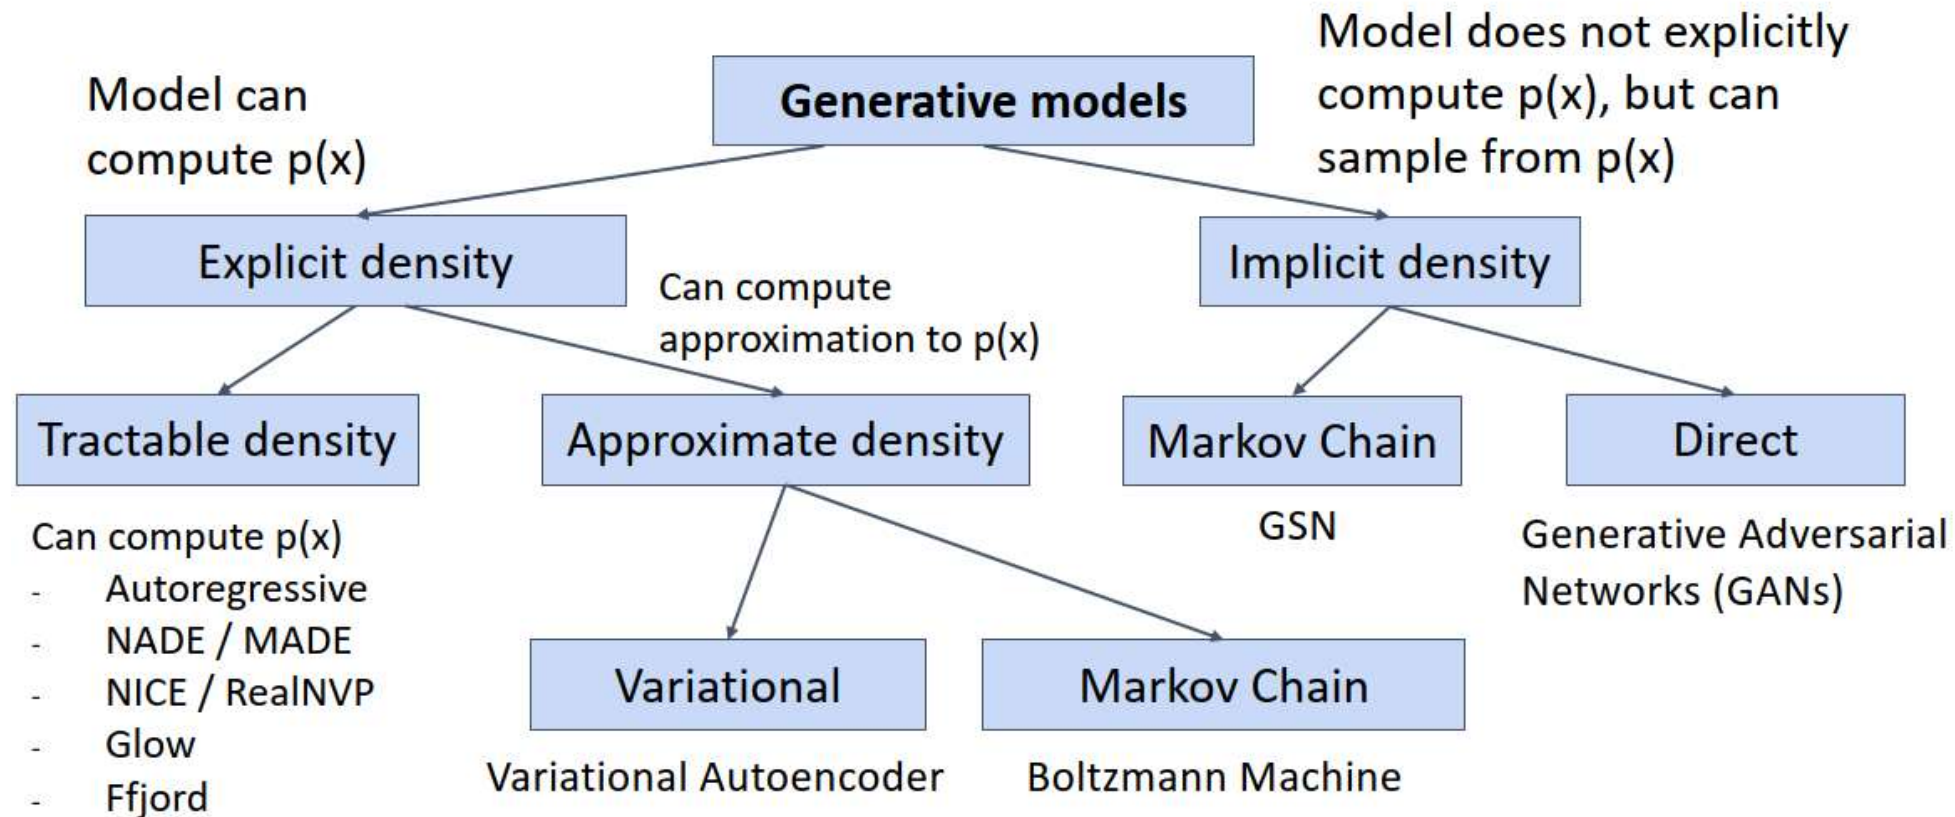 Generative models
Model can
compute p(x)
Model does not explicitly
compute p(x), but can
sample from p(x)
Explicit density
Implicit density
Can compute
approximation to p(x)
Tractable density
Approximate density
Markov Chain
Direct
Can compute p(x)
- Autoregressive
- NADE / MADE
- NICE / RealNVP
- Glow
- Ffjord
GSN
Generative Adversarial
Networks (GANs)
Variational
Markov Chain
Variational Autoencoder
Boltzmann Machine